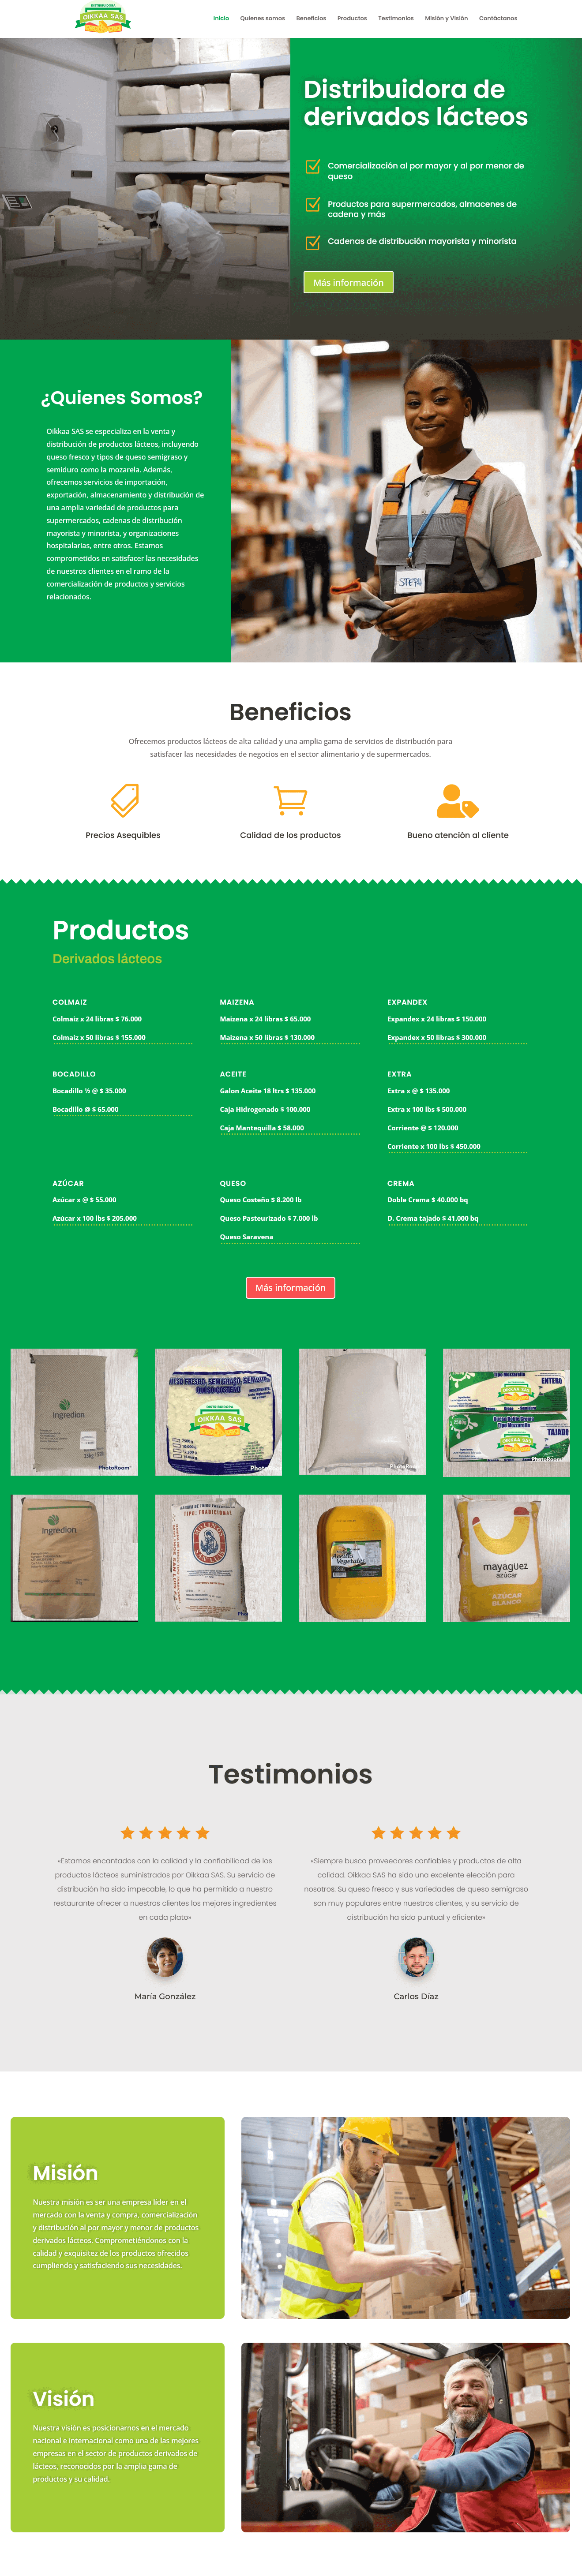 DISTRIBUIDORA
OIKKAA SAS
Inicio
Quienes somos
Beneficios
Productos
Testimonios
Misión y Visión
Contáctanos
Distribuidora de
derivados lácteos
Comercialización al por mayor y al por menor de
queso
Productos para supermercados, almacenes de
cadena y más
Cadenas de distribución mayorista y minorista
Más información
¿Quienes Somos?
Oikkaa SAS se especializa en la venta y
distribución de productos lácteos, incluyendo
queso fresco y tipos de queso semigraso y
semiduro como la mozarela. Además,
ofrecemos servicios de importación,
exportación, almacenamiento y distribución de
una amplia variedad de productos para
supermercados, cadenas de distribución
mayorista y minorista, y organizaciones
hospitalarias, entre otros. Estamos
comprometidos en satisfacer las necesidades
de nuestros clientes en el ramo de la
comercialización de productos y servicios
relacionados.
Beneficios
Ofrecemos productos lácteos de alta calidad y una amplia gama de servicios de distribución para
satisfacer las necesidades de negocios en el sector alimentario y de supermercados.
Precios Asequibles
Calidad de los productos
Bueno atención al cliente
Productos
Derivados lácteos
COLMAIZ
Colmaiz x 24 libras $ 76.000
Colmaiz x 50 libras $ 155.000
MAIZENA
Maizena x 24 libras $ 65.000
Maizena x 50 libras $ 130.000
EXPANDEX
Expandex x 24 libras $ 150.000
Expandex x 50 libras $ 300.000
BOCADILLO
Bocadillo ½ @ $ 35.000
Bocadillo @ $ 65.000
ACEITE
Galon Aceite 18 ltrs $ 135.000
Caja Hidrogenado $ 100.000
Caja Mantequilla $ 58.000
EXTRA
Extra x @ $ 135.000
Extra x 100 lbs $ 500.000
Corriente @ $ 120.000
Corriente x 100 lbs $ 450.000
AZÚCAR
Azúcar x @ $ 55.000
Azúcar x 100 lbs $ 205.000
QUESO
Queso Costeño $ 8.200 lb
Queso Pasteurizado $ 7.000 lb
Queso Saravena
CREMA
Doble Crema $ 40.000 bq
D. Crema tajado $ 41.000 bq
Más información
Ingredion
PhotoRoom
QUESO FRESCO, SEMIGRASO,
QUESO COSTEÑO
OIKKAA SAS
ENTERO
TAJADO
PhotoRoom
Ingredion
TIPO: TRADICIONAL
Aceites
Vegetales
mayagüez
azúcar
AZÚCAR
BLANCO
Testimonios
«Estamos encantados con la calidad y la confiabilidad de los
productos lácteos suministrados por Oikkaa SAS. Su servicio de
distribución ha sido impecable, lo que ha permitido a nuestro
restaurante ofrecer a nuestros clientes los mejores ingredientes
en cada plato»
María González
«Siempre busco proveedores confiables y productos de alta
calidad. Oikkaa SAS ha sido una excelente elección para
nosotros. Su queso fresco y sus variedades de queso semigraso
son muy populares entre nuestros clientes, y su servicio de
distribución ha sido puntual y eficiente»
Carlos Díaz
Misión
Nuestra misión es ser una empresa líder en el
mercado con la venta y compra, comercialización
y distribución al por mayor y menor de productos
derivados lácteos. Comprometiéndonos con la
calidad y exquisitez de los productos ofrecidos
cumpliendo y satisfaciendo sus necesidades.
Visión
Nuestra visión es posicionarnos en el mercado
nacional e internacional como una de las mejores
empresas en el sector de productos derivados de
lácteos, reconocidos por la amplia gama de
productos y su calidad.